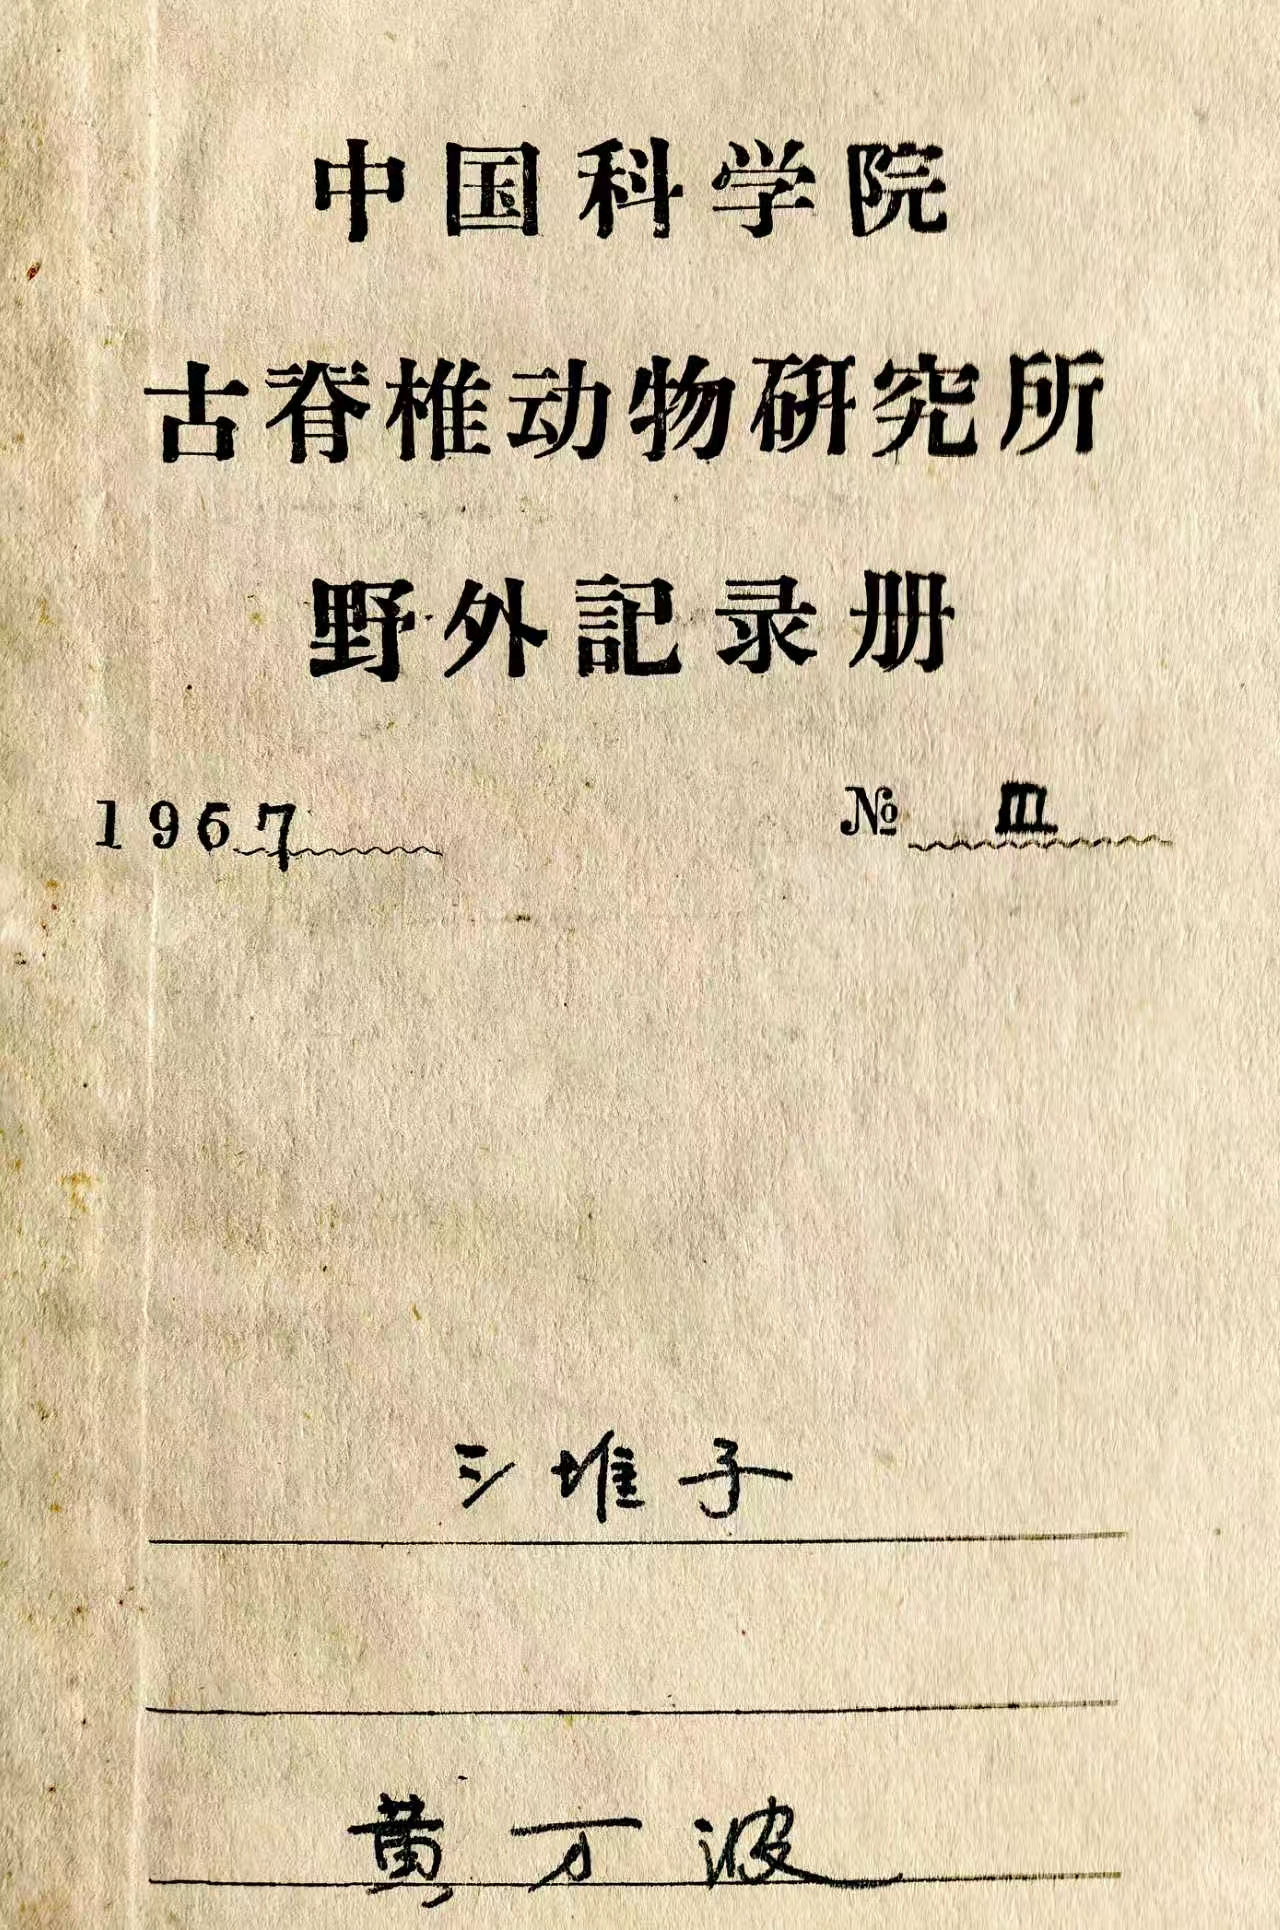 中国科学院
古脊椎动物研究所
野外記录册
1967 № III
三堆子
黄万波